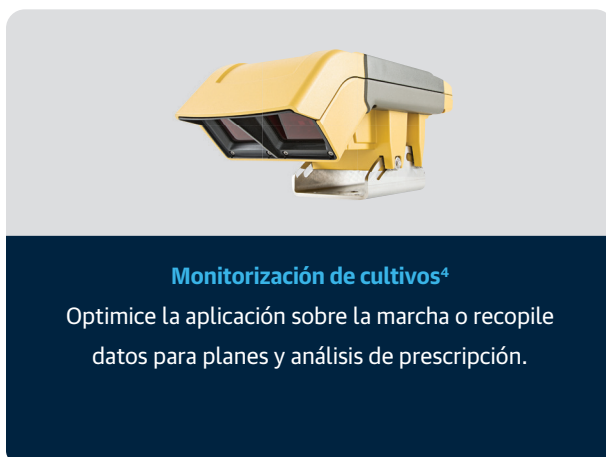 Monitorización de cultivos⁴
Optimice la aplicación sobre la marcha o recopile
datos para planes y análisis de prescripción.